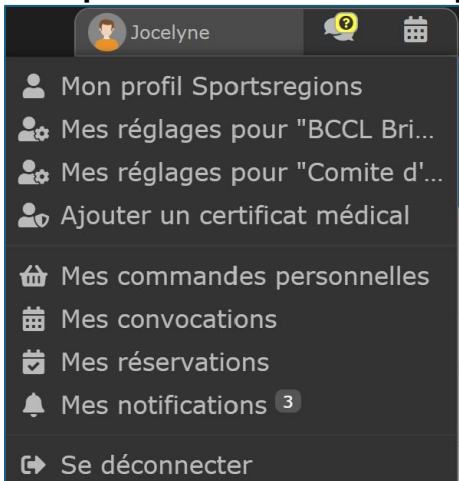 Jocelyne ?
Mon profil Sportsregions
Mes réglages pour "BCCL Bri...
Mes réglages pour "Comite d'...
Ajouter un certificat médical
Mes commandes personnelles
Mes convocations
Mes réservations
Mes notifications 3
Se déconnecter